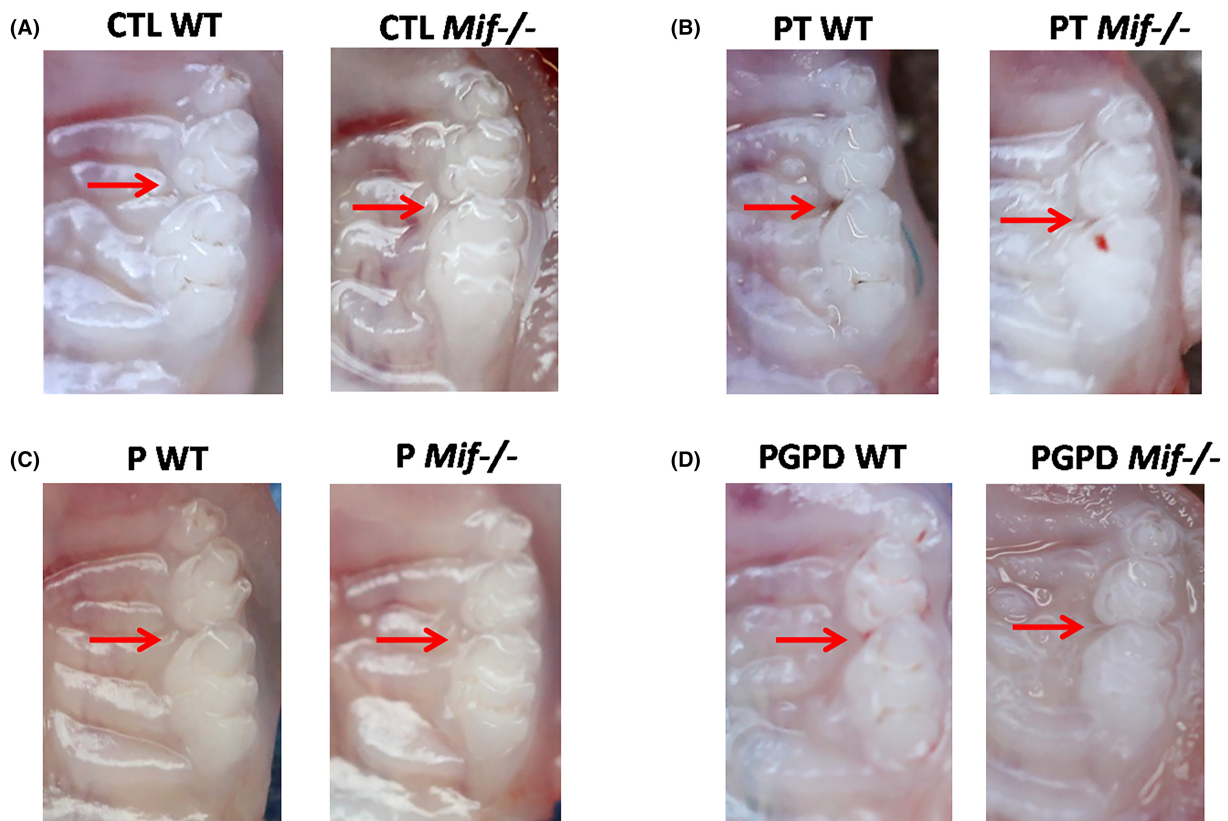 (A) CTL WT CTL Mif-/-
(B) PT WT PT Mif-/-
(C) P WT P Mif-/-
(D) PGPD WT PGPD Mif-/-